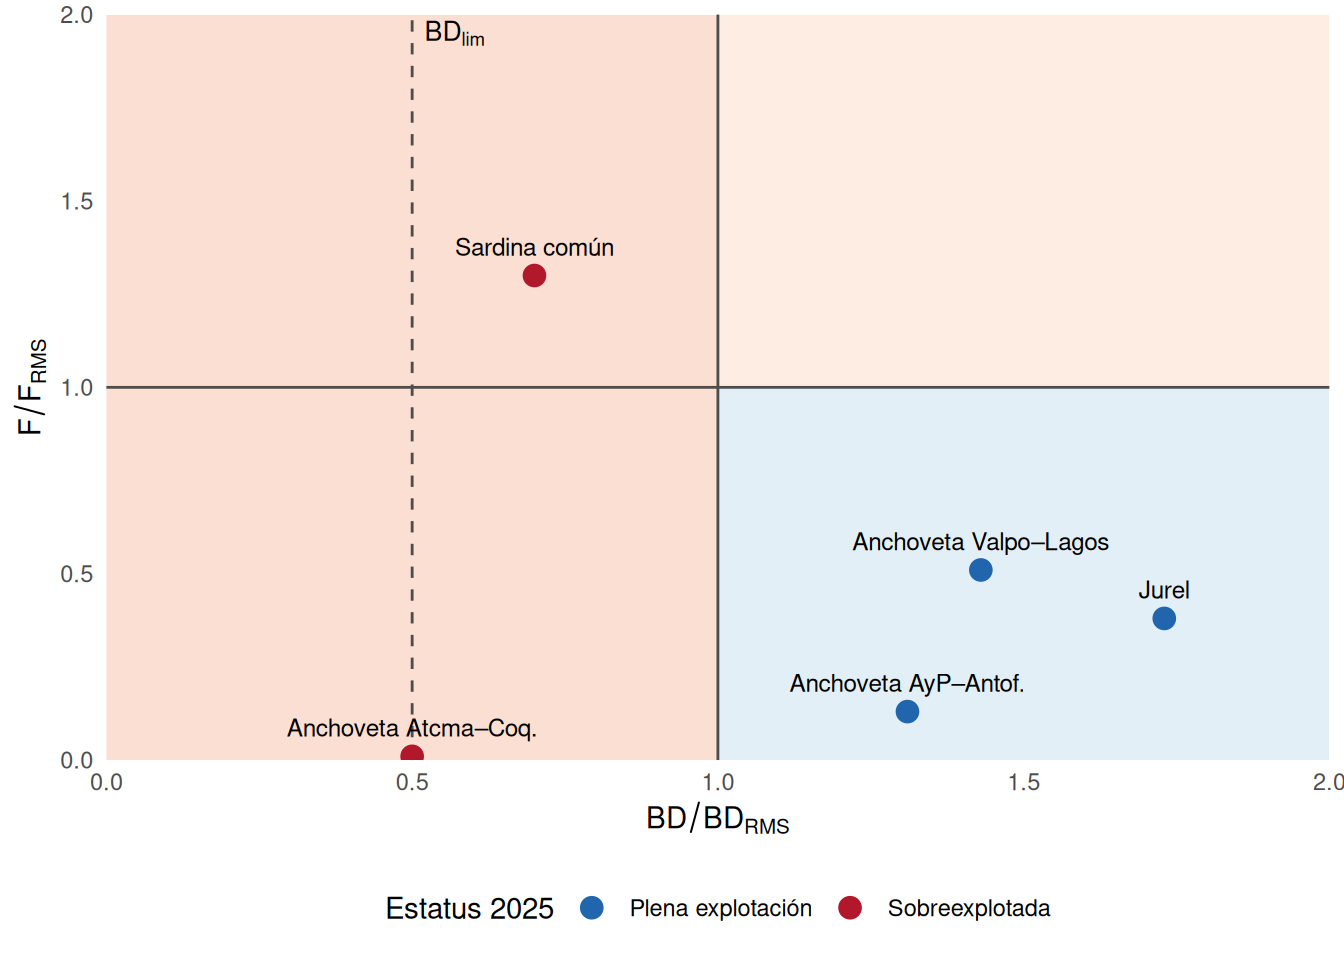 2.0
BDlim
1.5
Sardina común
F/FRMS
1.0
Anchoveta Valpo–Lagos
0.5
Jurel
Anchoveta AyP–Antof.
Anchoveta Atcma–Coq.
0.0
0.0 0.5 1.0 1.5 2.0
BD/BDRMS
Estatus 2025 Plena explotación Sobreexplotada